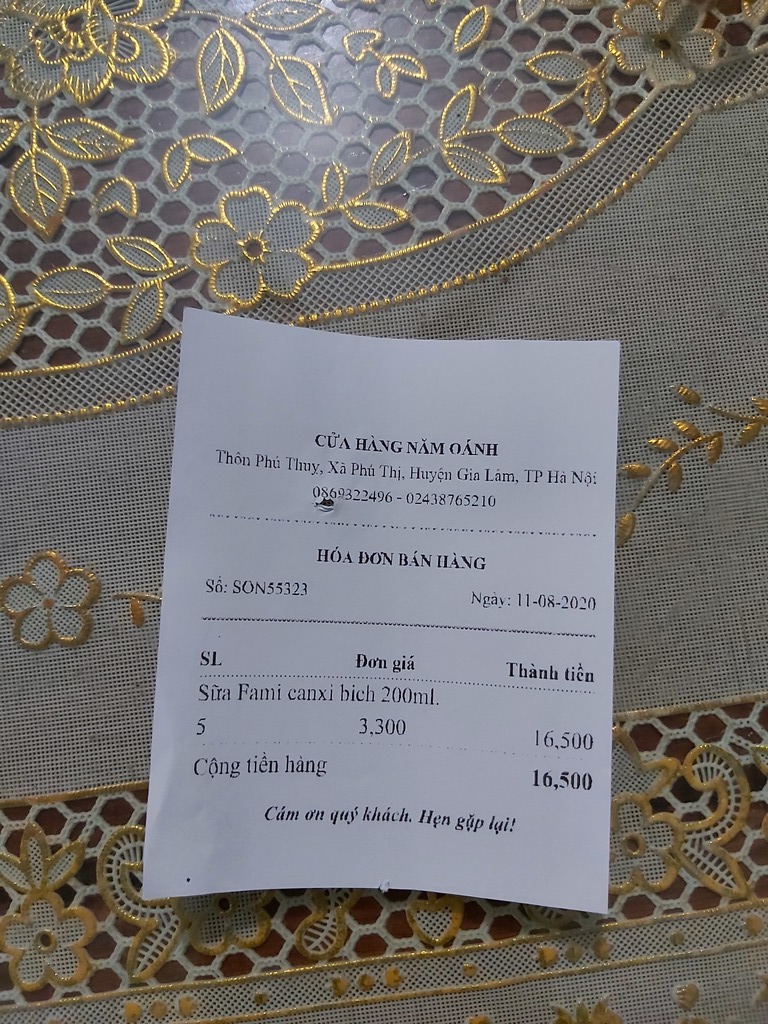 CỬA HÀNG NĂM OÁNH
Thôn Phú Thuỵ, Xã Phú Thị, Huyện Gia Lâm, TP Hà Nội
0869322496 - 02438765210
HÓA ĐƠN BÁN HÀNG
Số: SON55323 Ngày: 11-08-2020
SL Đơn giá Thành tiền
Sữa Fami canxi bich 200ml.
5 3,300 16,500
Cộng tiền hàng 16,500
Cám ơn quý khách. Hẹn gặp lại!